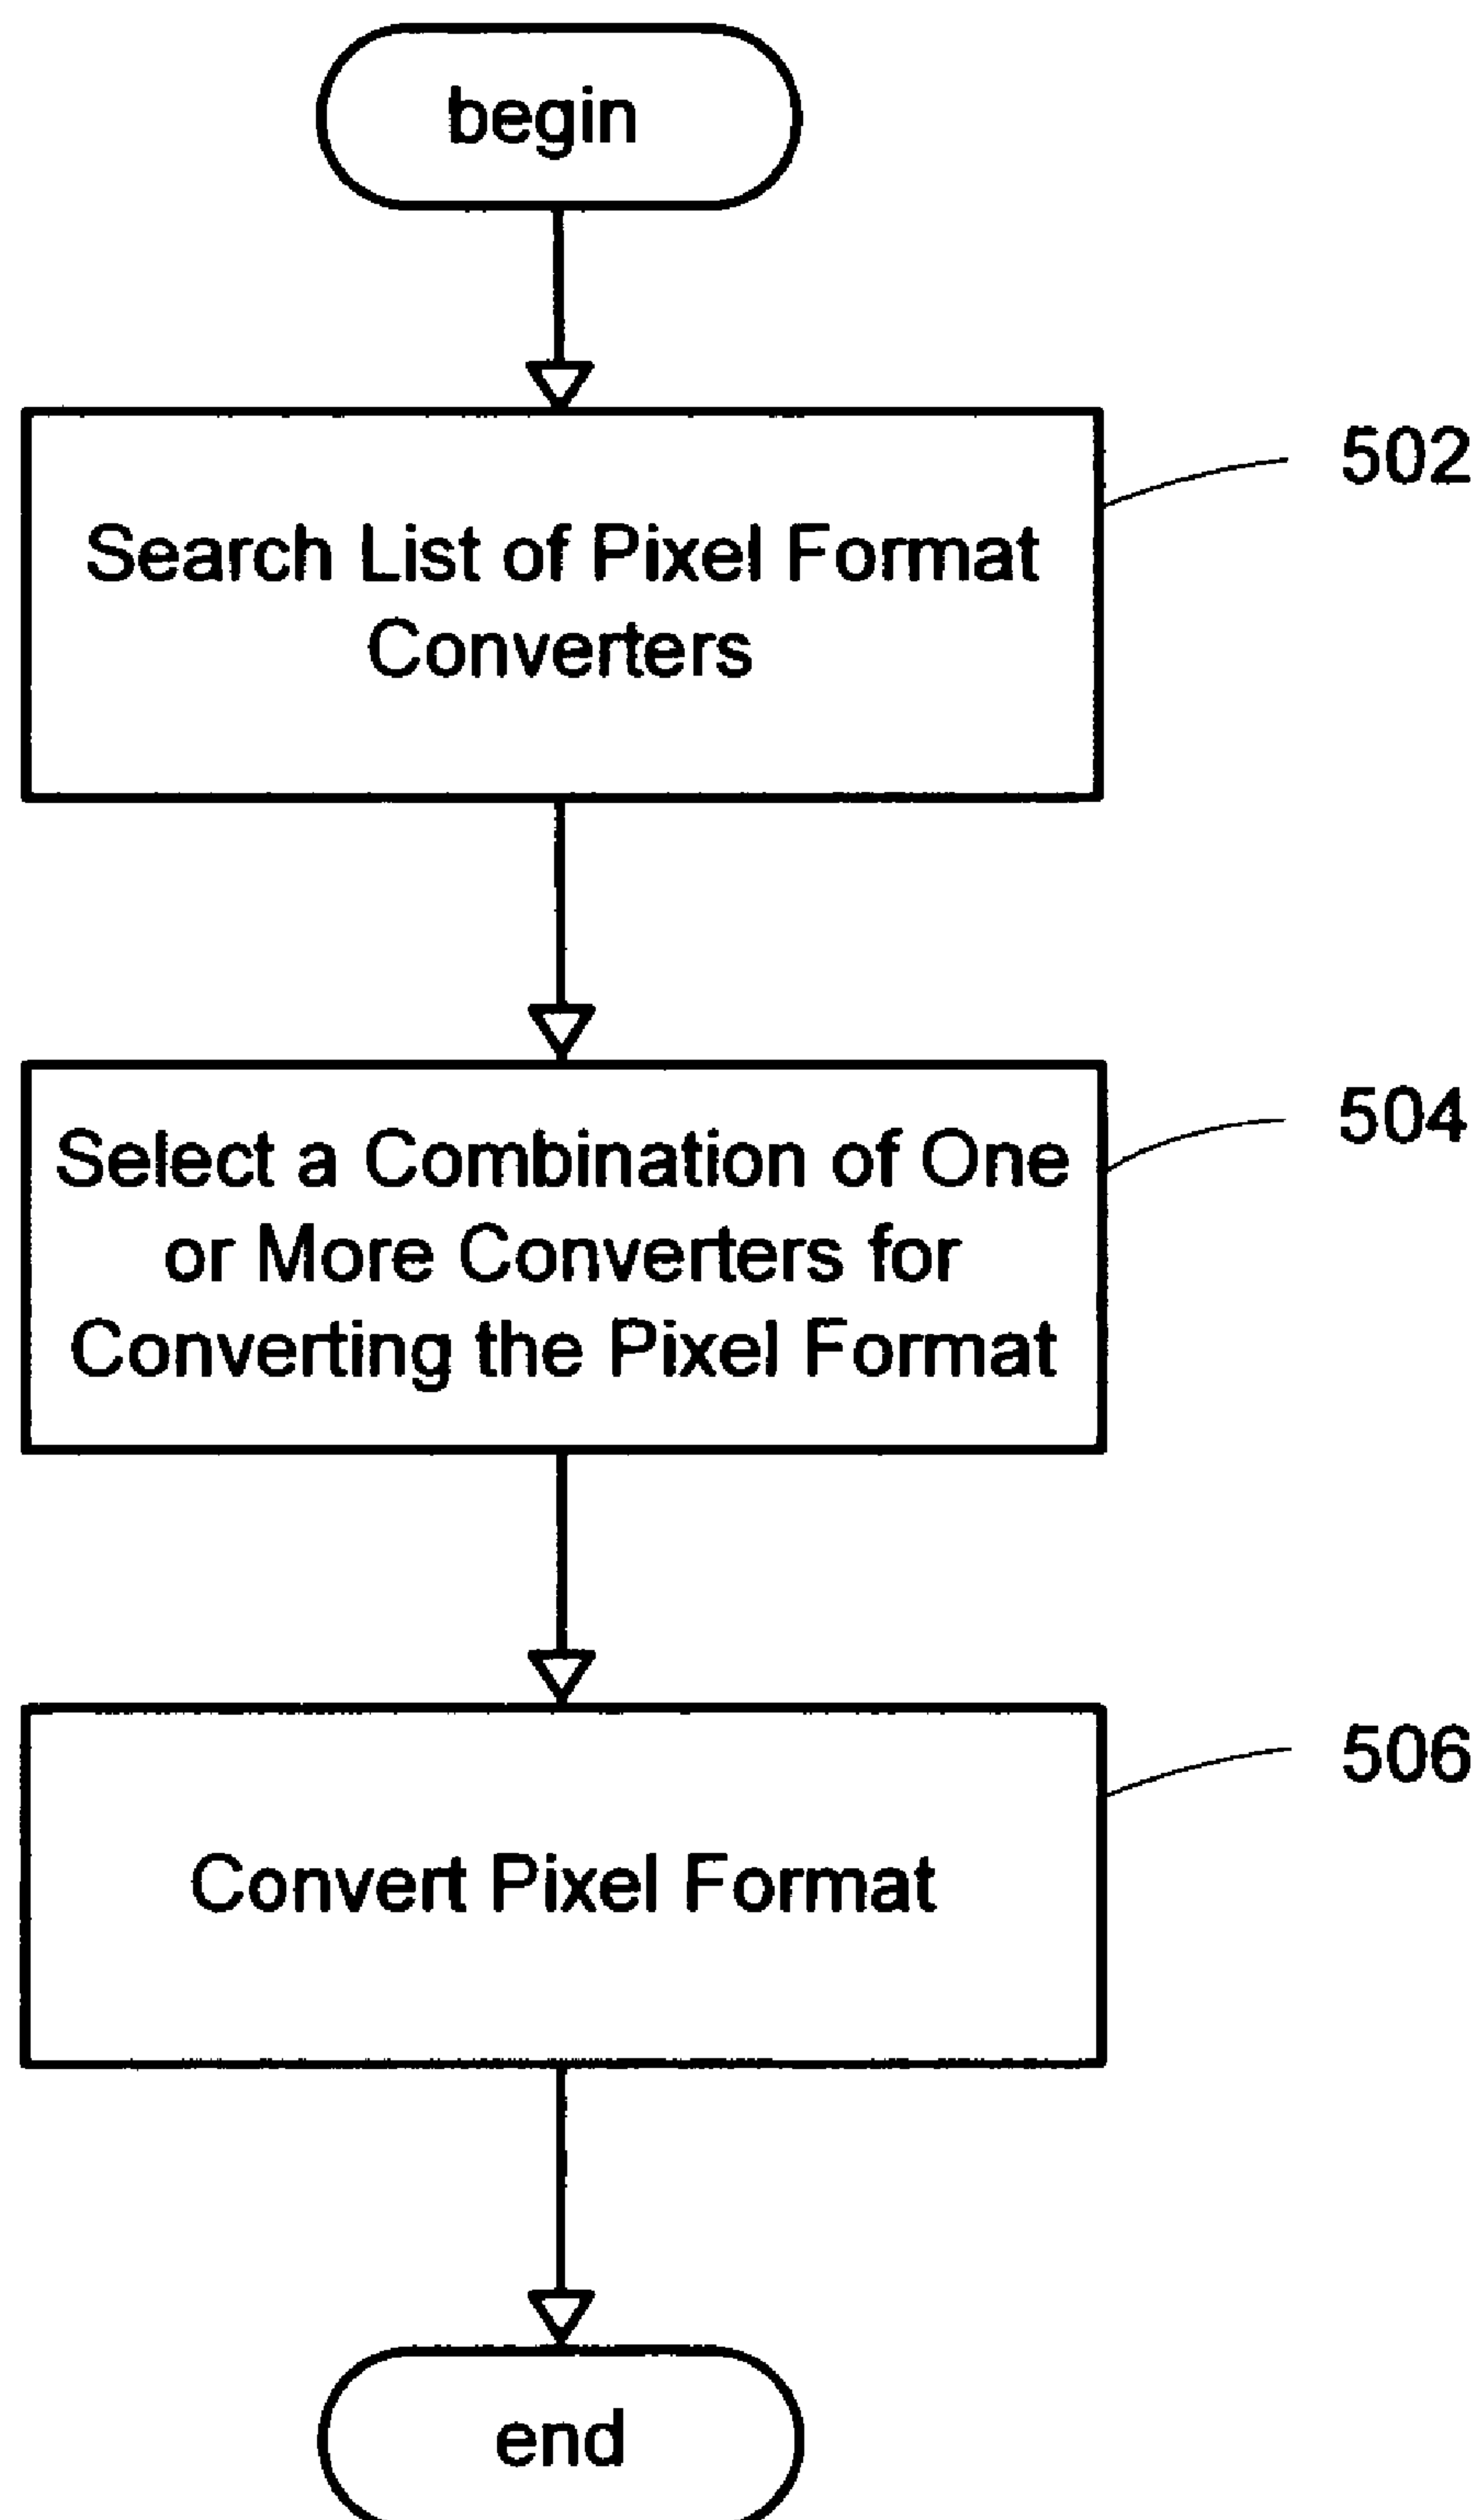 begin
502
Search List of Pixel Format
Converters
504
Select a Combination of One
or More Converters for
Converting the Pixel Format
506
Convert Pixel Format
end